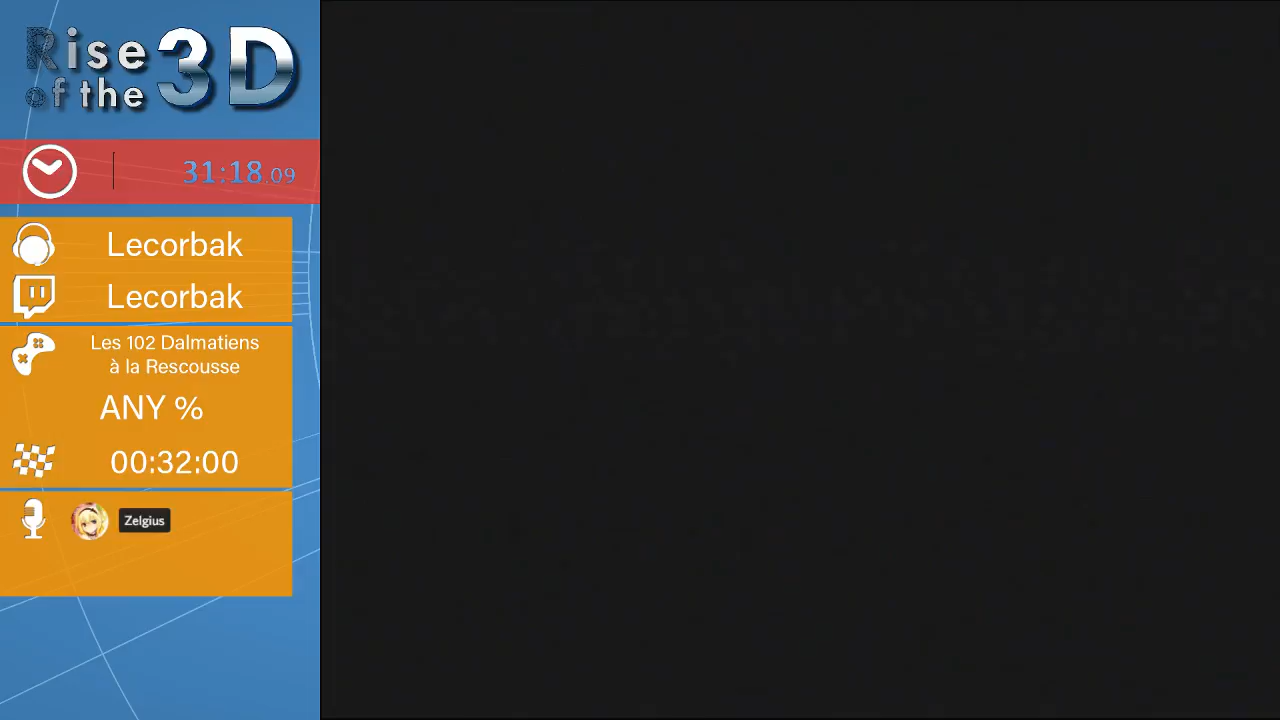 Rise
of the
3D
31:18.09
Lecorbak
Lecorbak
Les 102 Dalmatiens
à la Rescousse
ANY %
00:32:00
Zelgius